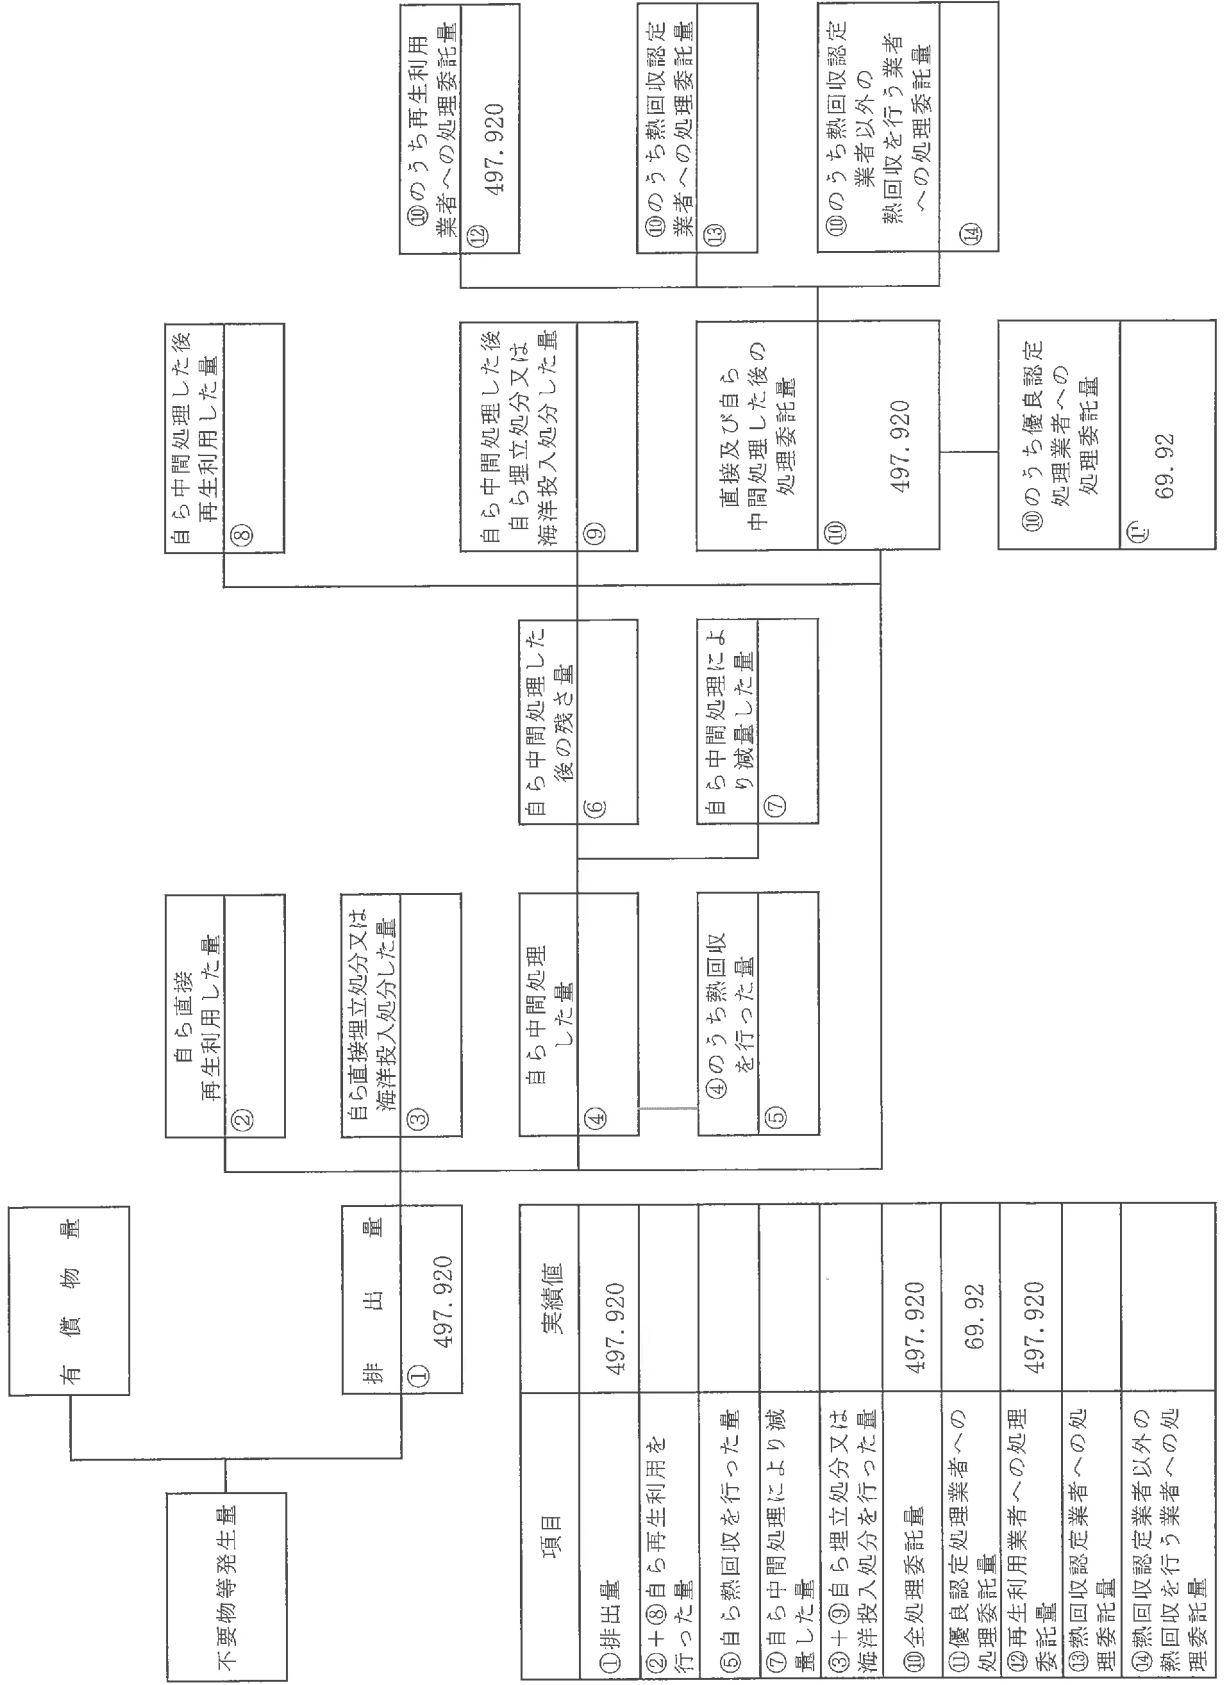 不要物等発生量
有償物量
排出量
①
497.920
自ら直接
再生利用した量
②
自ら直接埋立処分又は
海洋投入処分した量
③
自ら中間処理
した量
④
④のうち熱回収
を行った量
⑤
自ら中間処理した
後の残さ量
⑥
自ら中間処理によ
り減量した量
⑦
自ら中間処理した後
再生利用した量
⑧
自ら中間処理した後
自ら埋立処分又は
海洋投入処分した量
⑨
直接及び自ら
中間処理した後の
処理委託量
⑩
497.920
⑩のうち優良認定
処理業者への
処理委託量
⑪
69.92
⑩のうち再生利用
業者への処理委託量
⑫
497.920
⑩のうち熱回収認定
業者への処理委託量
⑬
⑩のうち熱回収認定
業者以外の
熱回収を行う業者
への処理委託量
⑭
項目 実績値
①排出量 497.920
②+⑧自ら再生利用を
行った量
⑤自ら熱回収を行った量
⑦自ら中間処理により減
量した量
③+⑨自ら埋立処分又は
海洋投入処分を行った量
⑩全処理委託量 497.920
⑪優良認定処理業者への
処理委託量 69.92
⑫再生利用業者への処理
委託量 497.920
⑬熱回収認定業者への処
理委託量
⑭熱回収認定業者以外の
熱回収を行う業者への処
理委託量